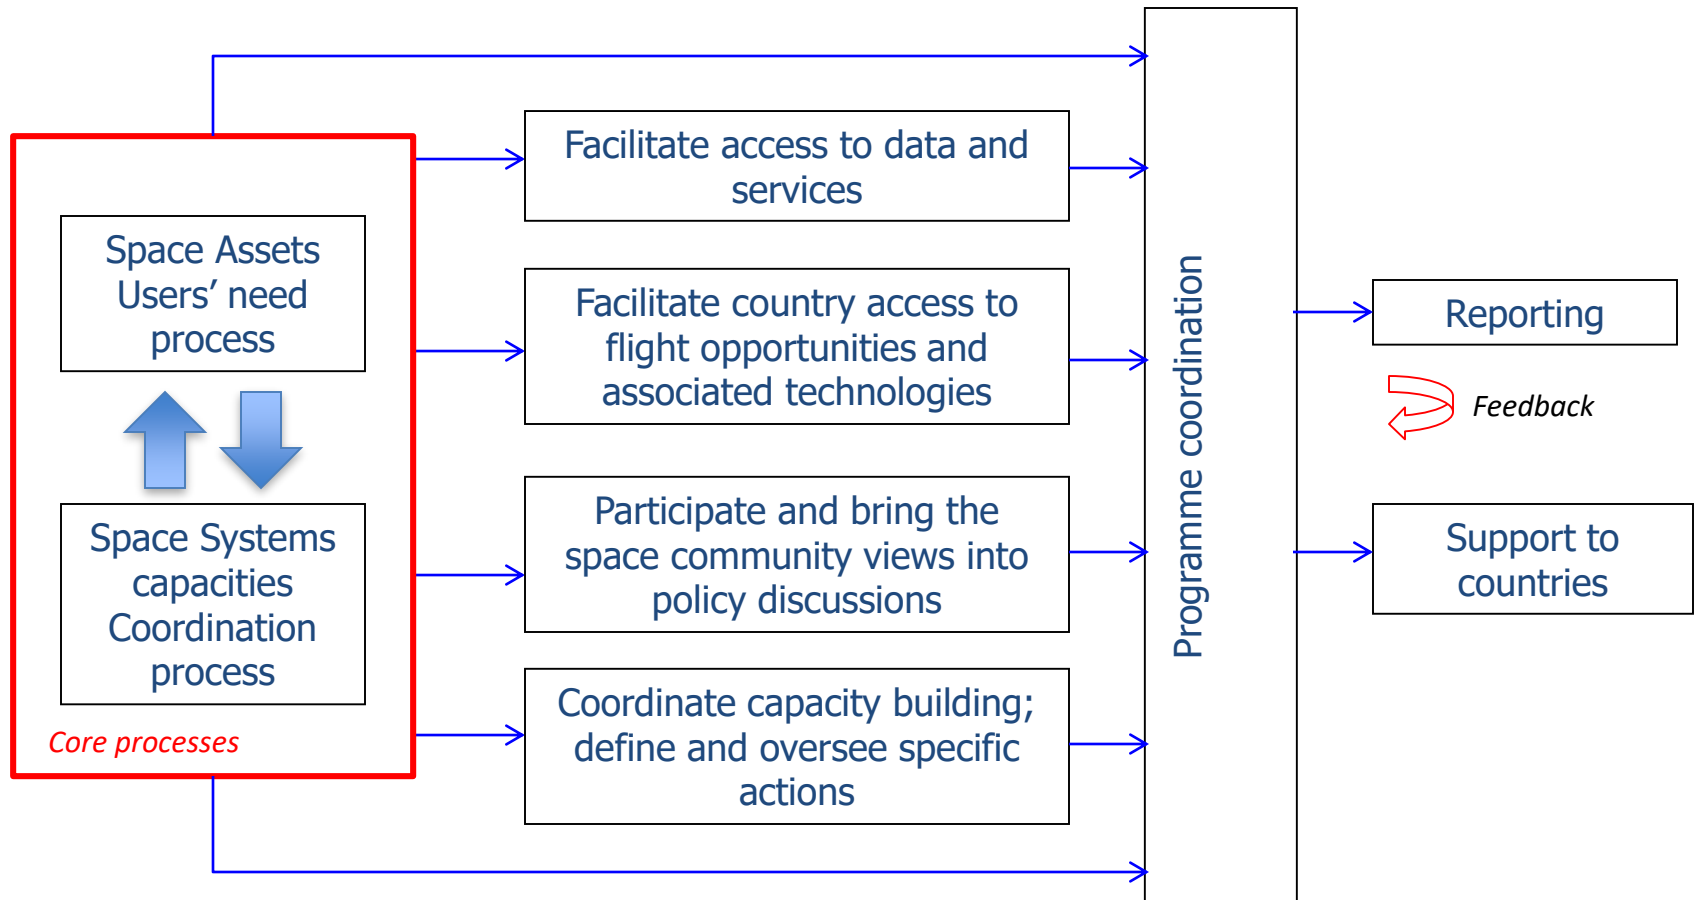 Space Assets
Users’ need
process
Space Systems
capacities
Coordination
process
Core processes
Facilitate access to data and
services
Facilitate country access to
flight opportunities and
associated technologies
Participate and bring the
space community views into
policy discussions
Coordinate capacity building;
define and oversee specific
actions
Programme coordination
Reporting
Feedback
Support to
countries